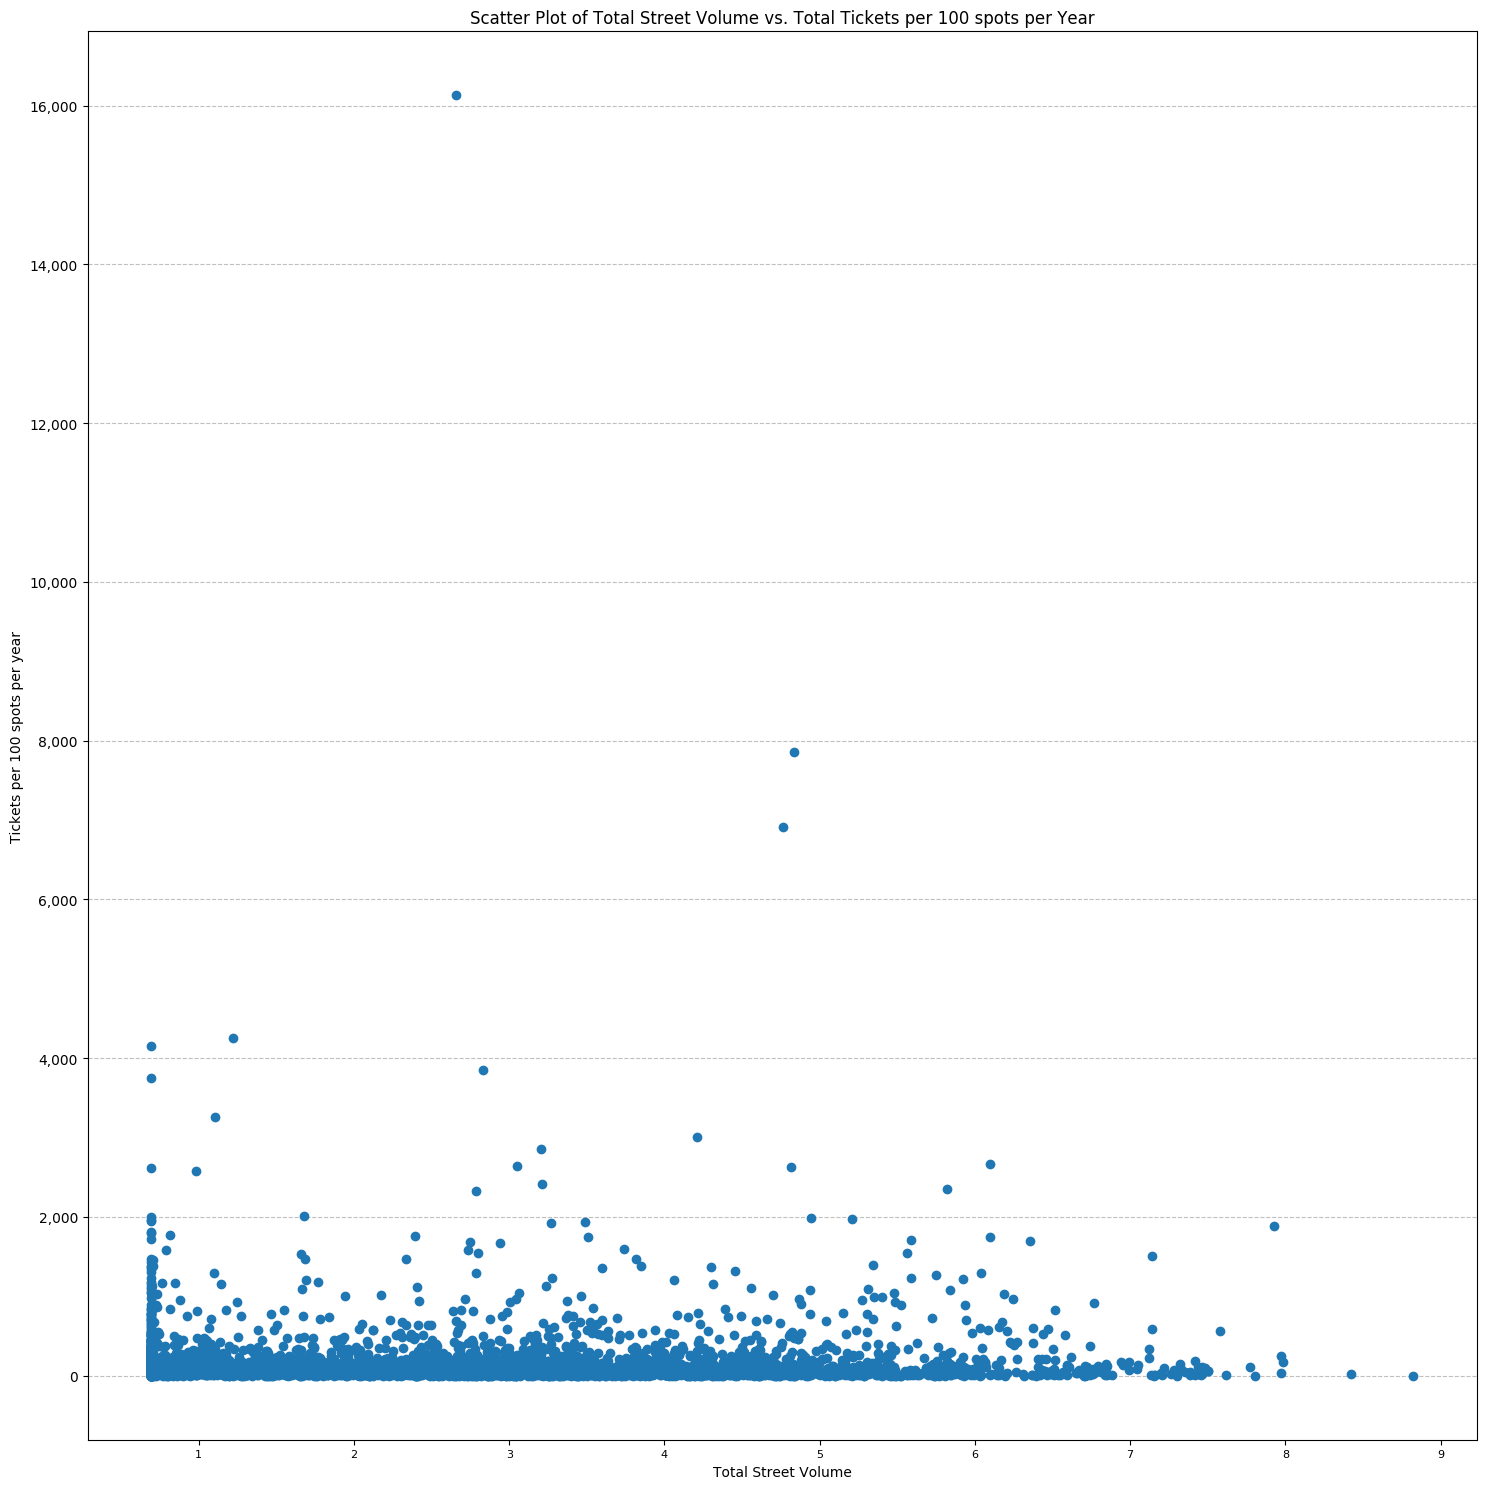 Scatter Plot of Total Street Volume vs. Total Tickets per 100 spots per Year
16,000
14,000
12,000
10,000
8,000
6,000
4,000
2,000
0
Tickets per 100 spots per year
1 2 3 4 5 6 7 8 9
Total Street Volume